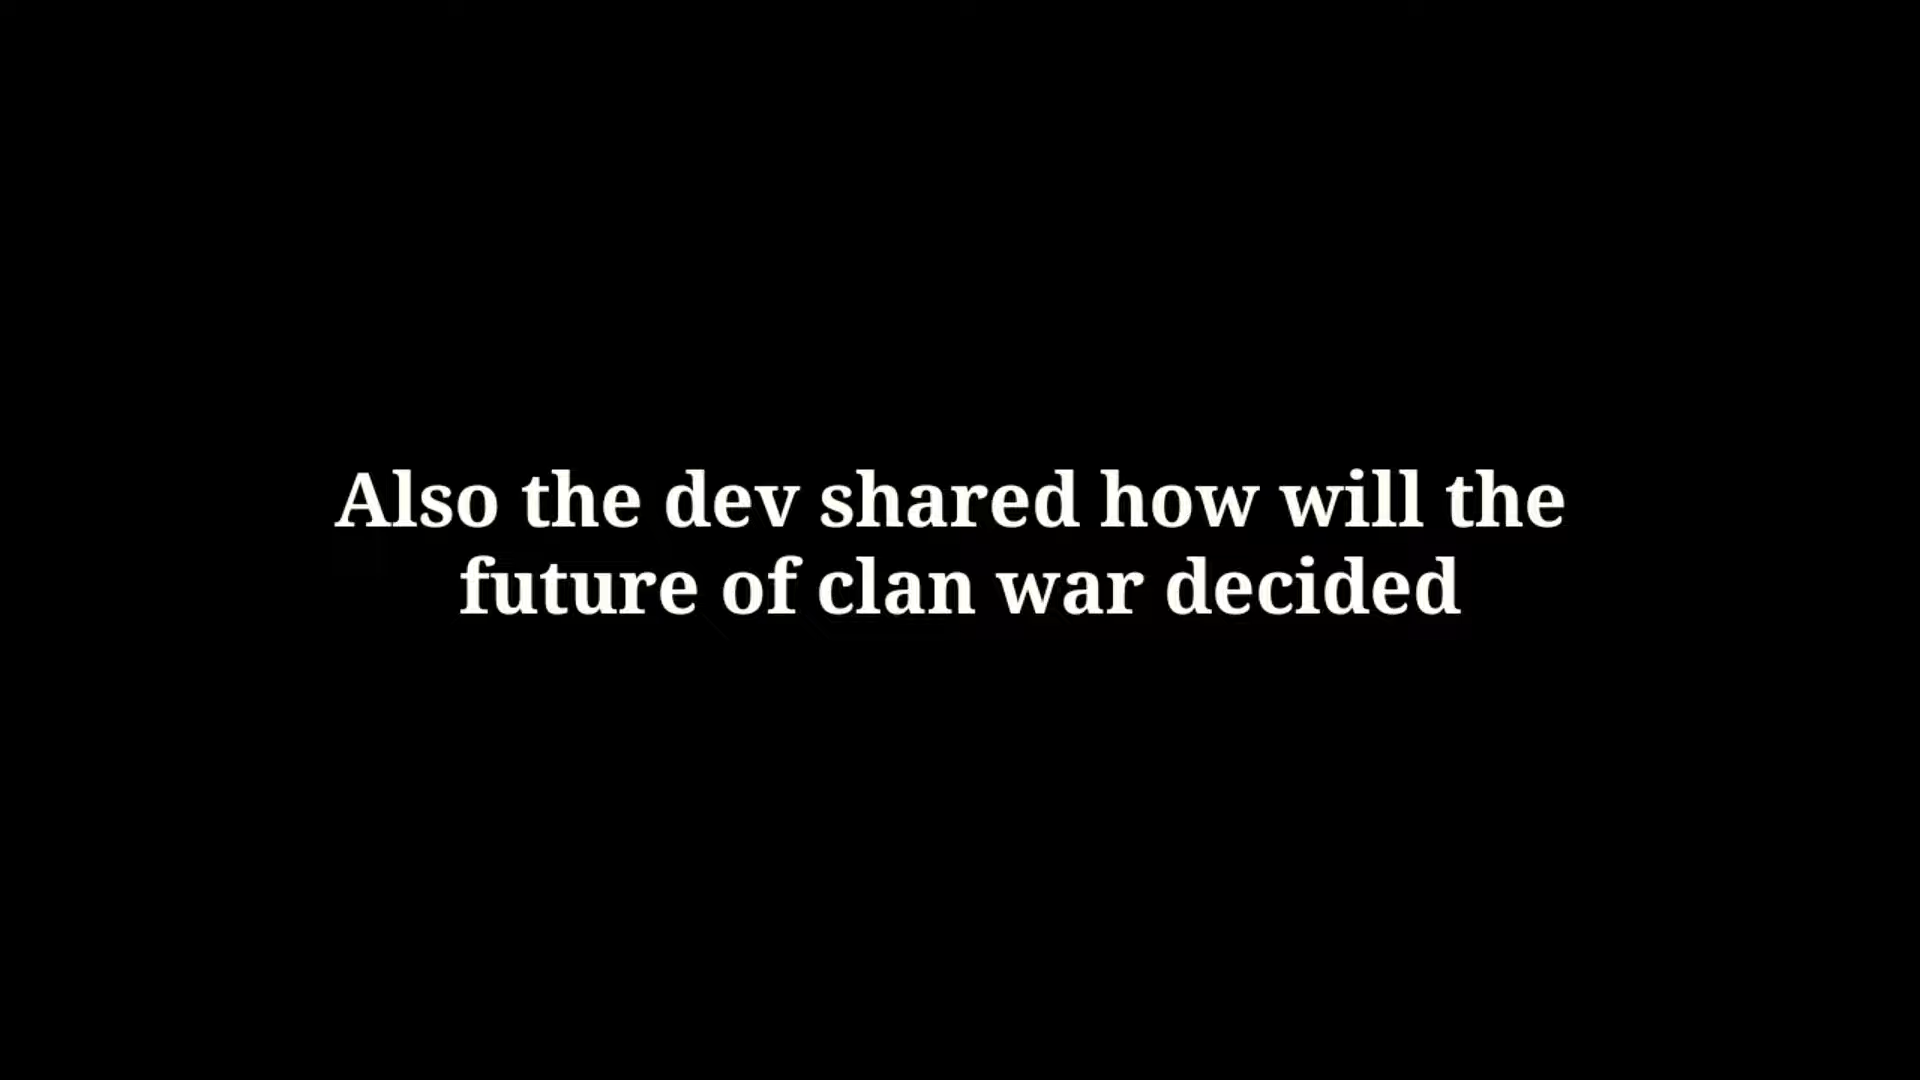 Also the dev shared how will the
future of clan war decided